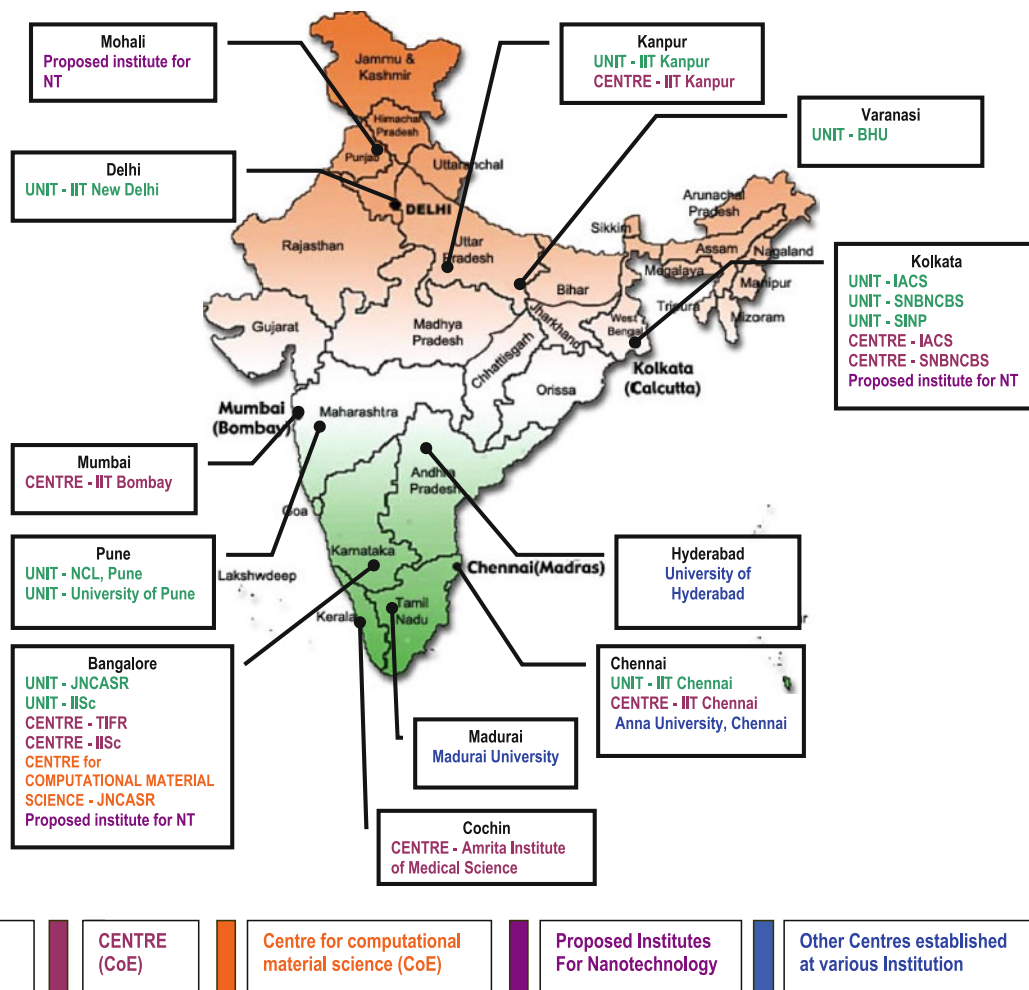 Mohali
Proposed institute for
NT
Kanpur
UNIT - IIT Kanpur
CENTRE - IIT Kanpur
Varanasi
UNIT - BHU
Delhi
UNIT - IIT New Delhi
Kolkata
UNIT - IACS
UNIT - SNBNCBS
UNIT - SINP
CENTRE - IACS
CENTRE - SNBNCBS
Proposed institute for NT
Jammu &
Kashmir
Himachal
Pradesh
Punjab
Uttaranchal
DELHI
Rajasthan
Uttar
Pradesh
Arunachal
Pradesh
Sikkim
Assam
Nagaland
Megalaya
Manipur
Bihar
Tripura
Mizoram
Jharkhand
West
Bengal
Gujarat
Madhya
Pradesh
Chhattisgarh
Kolkata
(Calcutta)
Orissa
Mumbai
(Bombay)
Maharashtra
Andhra
Pradesh
Goa
Karnataka
Chennai(Madras)
Lakshwdeep
Kerala
Tamil
Nadu
Mumbai
CENTRE - IIT Bombay
Pune
UNIT - NCL, Pune
UNIT - University of Pune
Hyderabad
University of
Hyderabad
Bangalore
UNIT - JNCASR
UNIT - IISc
CENTRE - TIFR
CENTRE - IISc
CENTRE for
COMPUTATIONAL MATERIAL
SCIENCE - JNCASR
Proposed institute for NT
Chennai
UNIT - IIT Chennai
CENTRE - IIT Chennai
Anna University, Chennai
Madurai
Madurai University
Cochin
CENTRE - Amrita Institute
of Medical Science
CENTRE
(CoE)
Centre for computational
material science (CoE)
Proposed Institutes
For Nanotechnology
Other Centres established
at various Institution